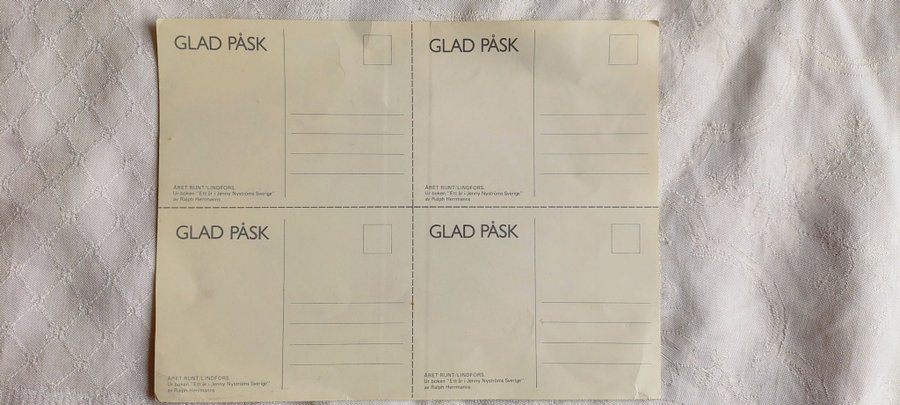 GLAD PÅSK
ÅRET RUNT/LINDFORS.
Ur boken "Ett år i Jenny Nyströms Sverige"
av Ralph Herrmanns
GLAD PÅSK
ÅRET RUNT/LINDFORS.
Ur boken "Ett år i Jenny Nyströms Sverige"
av Ralph Herrmanns
GLAD PÅSK
ÅRET RUNT/LINDFORS.
Ur boken "Ett år i Jenny Nyströms Sverige"
av Ralph Herrmanns
GLAD PÅSK
ÅRET RUNT/LINDFORS.
Ur boken "Ett år i Jenny Nyströms Sverige"
av Ralph Herrmanns